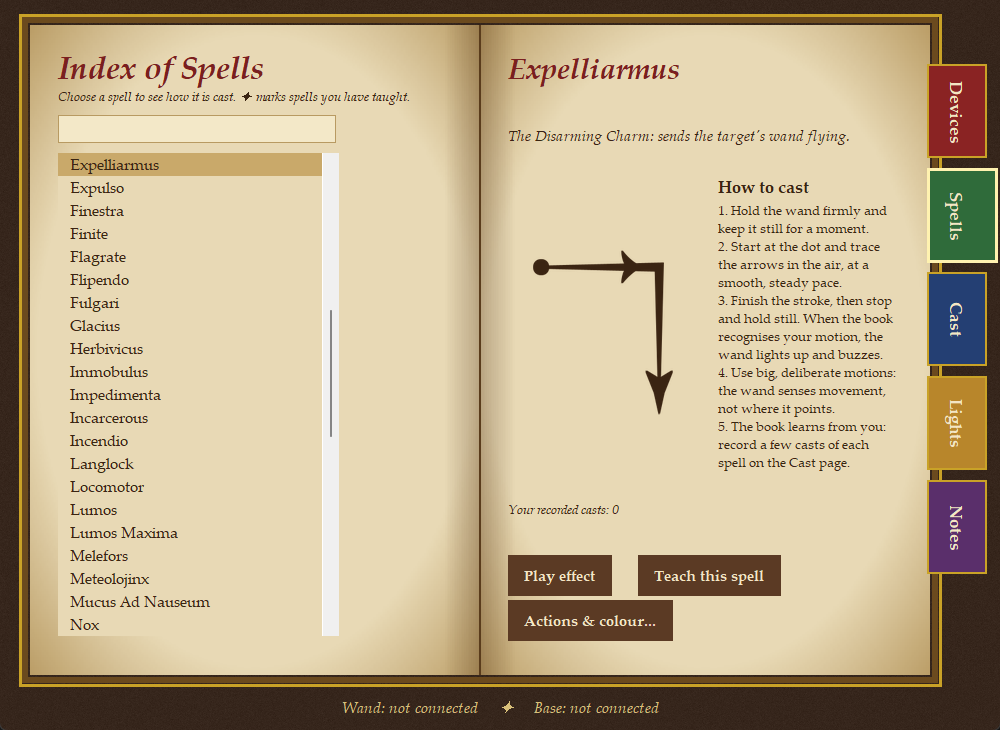 Index of Spells
Choose a spell to see how it is cast. ✦ marks spells you have taught.
Expelliarmus
Expulso
Finestra
Finite
Flagrate
Flipendo
Fulgari
Glacius
Herbivicus
Immobulus
Impedimenta
Incarcerous
Incendio
Langlock
Locomotor
Lumos
Lumos Maxima
Melefors
Meteolojinx
Mucus Ad Nauseum
Nox
Expelliarmus
The Disarming Charm: sends the target's wand flying.
How to cast
1. Hold the wand firmly and
keep it still for a moment.
2. Start at the dot and trace
the arrows in the air, at a
smooth, steady pace.
3. Finish the stroke, then stop
and hold still. When the book
recognises your motion, the
wand lights up and buzzes.
4. Use big, deliberate motions:
the wand senses movement,
not where it points.
5. The book learns from you:
record a few casts of each
spell on the Cast page.
Your recorded casts: 0
Play effect
Teach this spell
Actions & colour...
Devices
Spells
Cast
Lights
Notes
Wand: not connected ✦ Base: not connected